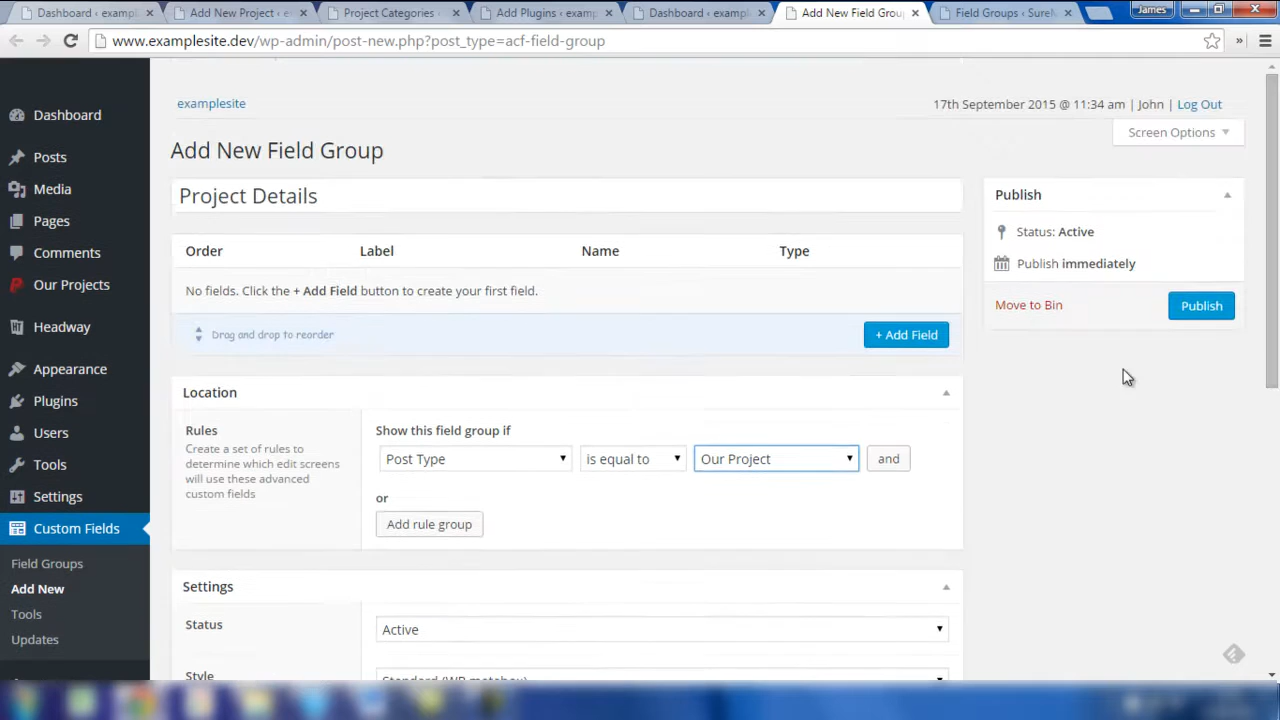 Dashboard ‹ exampl
Add New Project ‹ e
Project Categories
Add Plugins ‹ examp
Dashboard ‹ exampl
Add New Field Grou
Field Groups ‹ Sure
James
www.examplesite.dev/wp-admin/post-new.php?post_type=acf-field-group
»
examplesite
17th September 2015 @ 11:34 am | John | Log Out
Screen Options
Dashboard
Posts
Media
Pages
Comments
Our Projects
Headway
Appearance
Plugins
Users
Tools
Settings
Custom Fields
Field Groups
Add New
Tools
Updates
Add New Field Group
Project Details
Order Label Name Type
No fields. Click the + Add Field button to create your first field.
Drag and drop to reorder
+ Add Field
Location
Rules
Create a set of rules to
determine which edit screens
will use these advanced
custom fields
Show this field group if
Post Type is equal to Our Project and
or
Add rule group
Settings
Status
Active
Style
Standard (WP metabox)
Publish
Status: Active
Publish immediately
Move to Bin
Publish